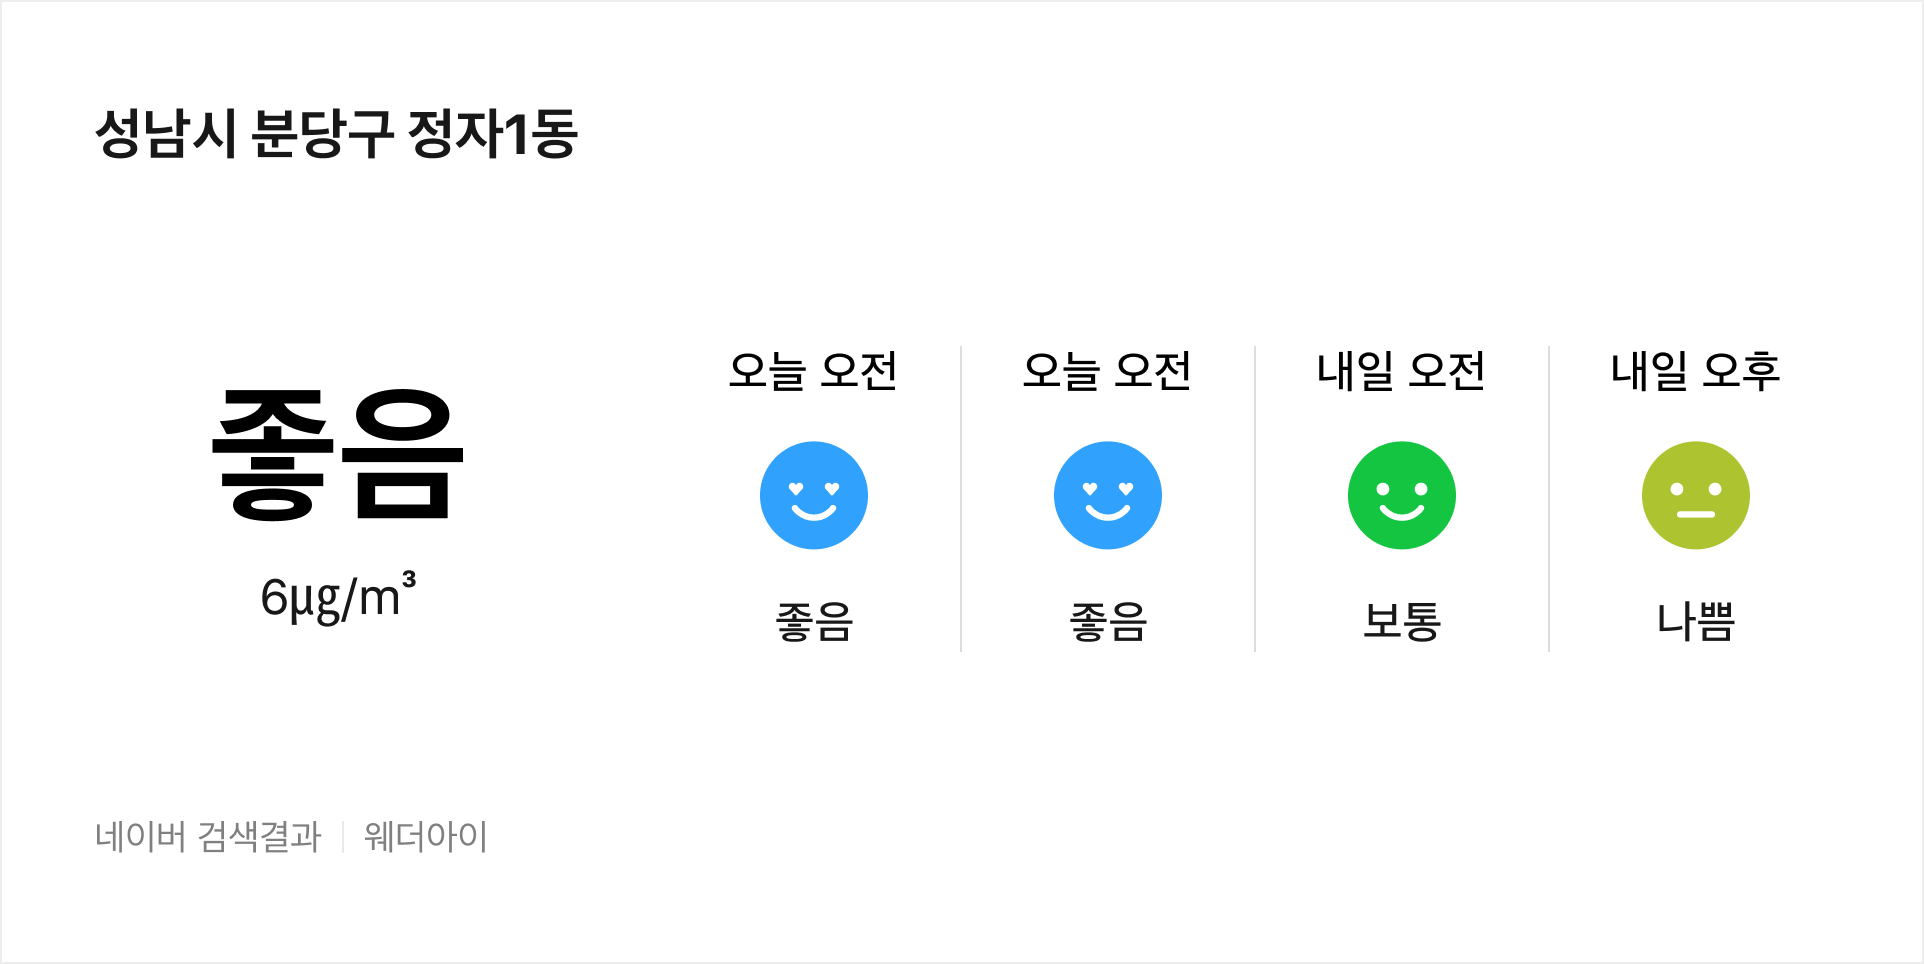 성남시 분당구 정자1동
좋음
6µg/m³
오늘 오전
좋음
오늘 오전
좋음
내일 오전
보통
내일 오후
나쁨
네이버 검색결과 웨더아이